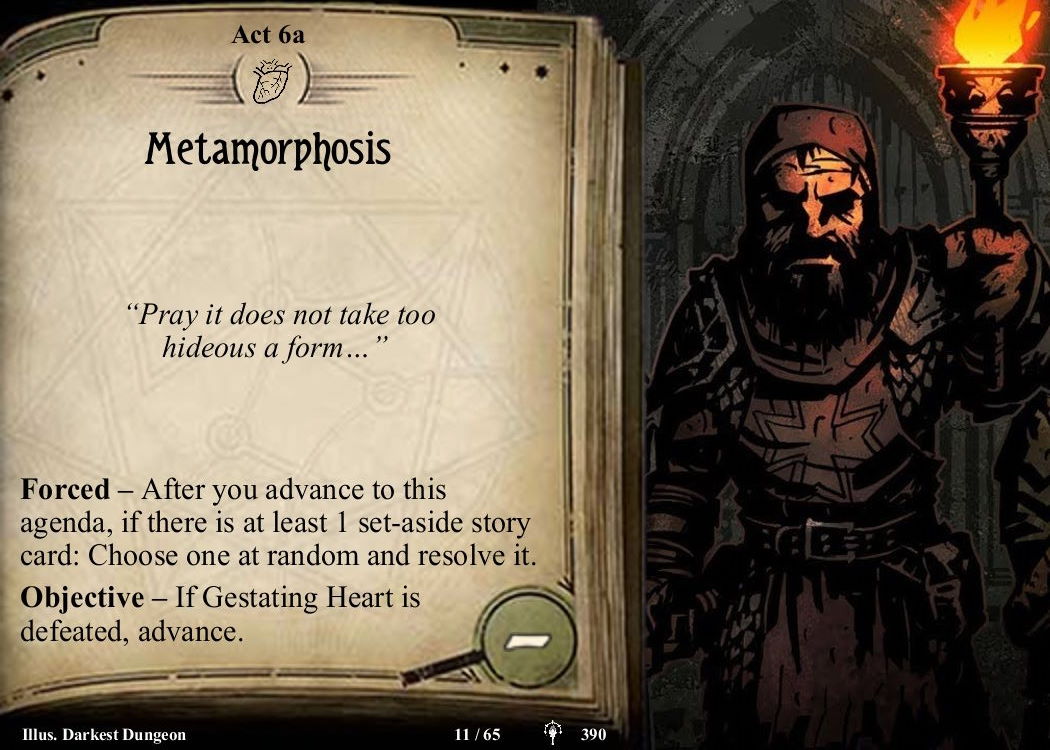 Act 6a
Metamorphosis
“Pray it does not take too
hideous a form…”
Forced – After you advance to this
agenda, if there is at least 1 set-aside story
card: Choose one at random and resolve it.
Objective – If Gestating Heart is
defeated, advance.
–
Illus. Darkest Dungeon
11 / 65
390